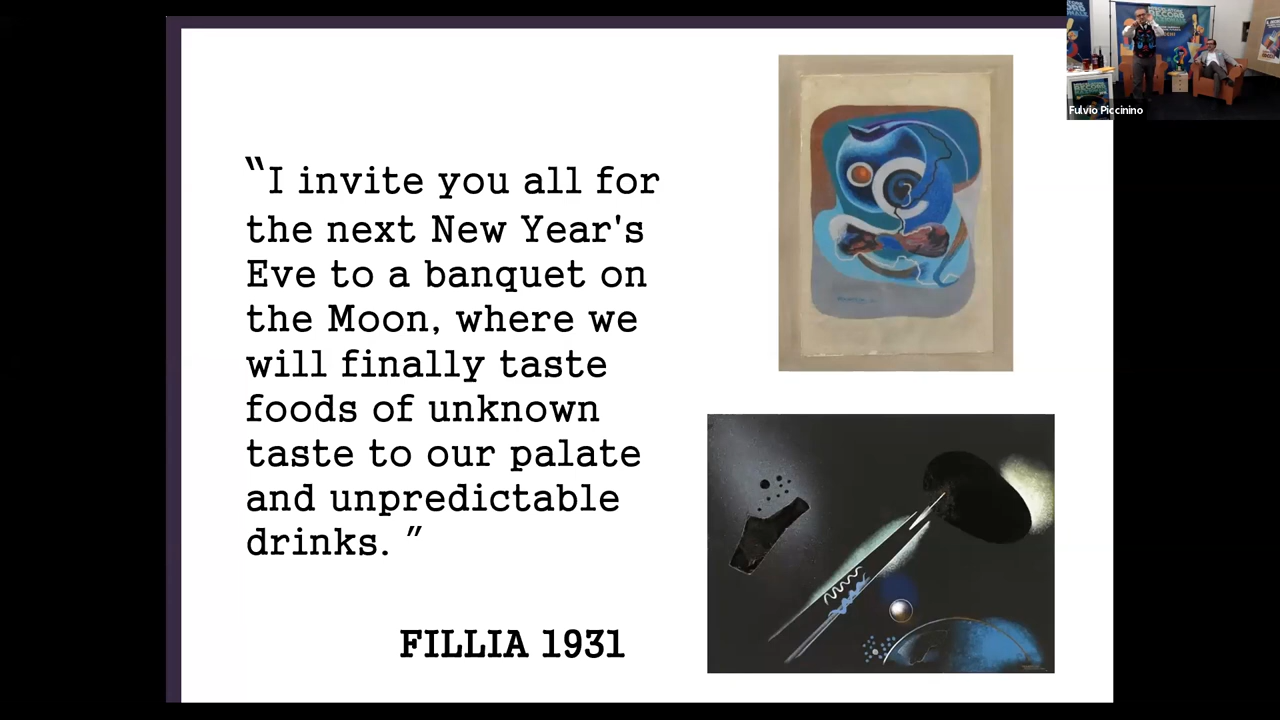 “I invite you all for
the next New Year's
Eve to a banquet on
the Moon, where we
will finally taste
foods of unknown
taste to our palate
and unpredictable
drinks. ”
FILLIA 1931
RECORD
Fulvio Piccinino